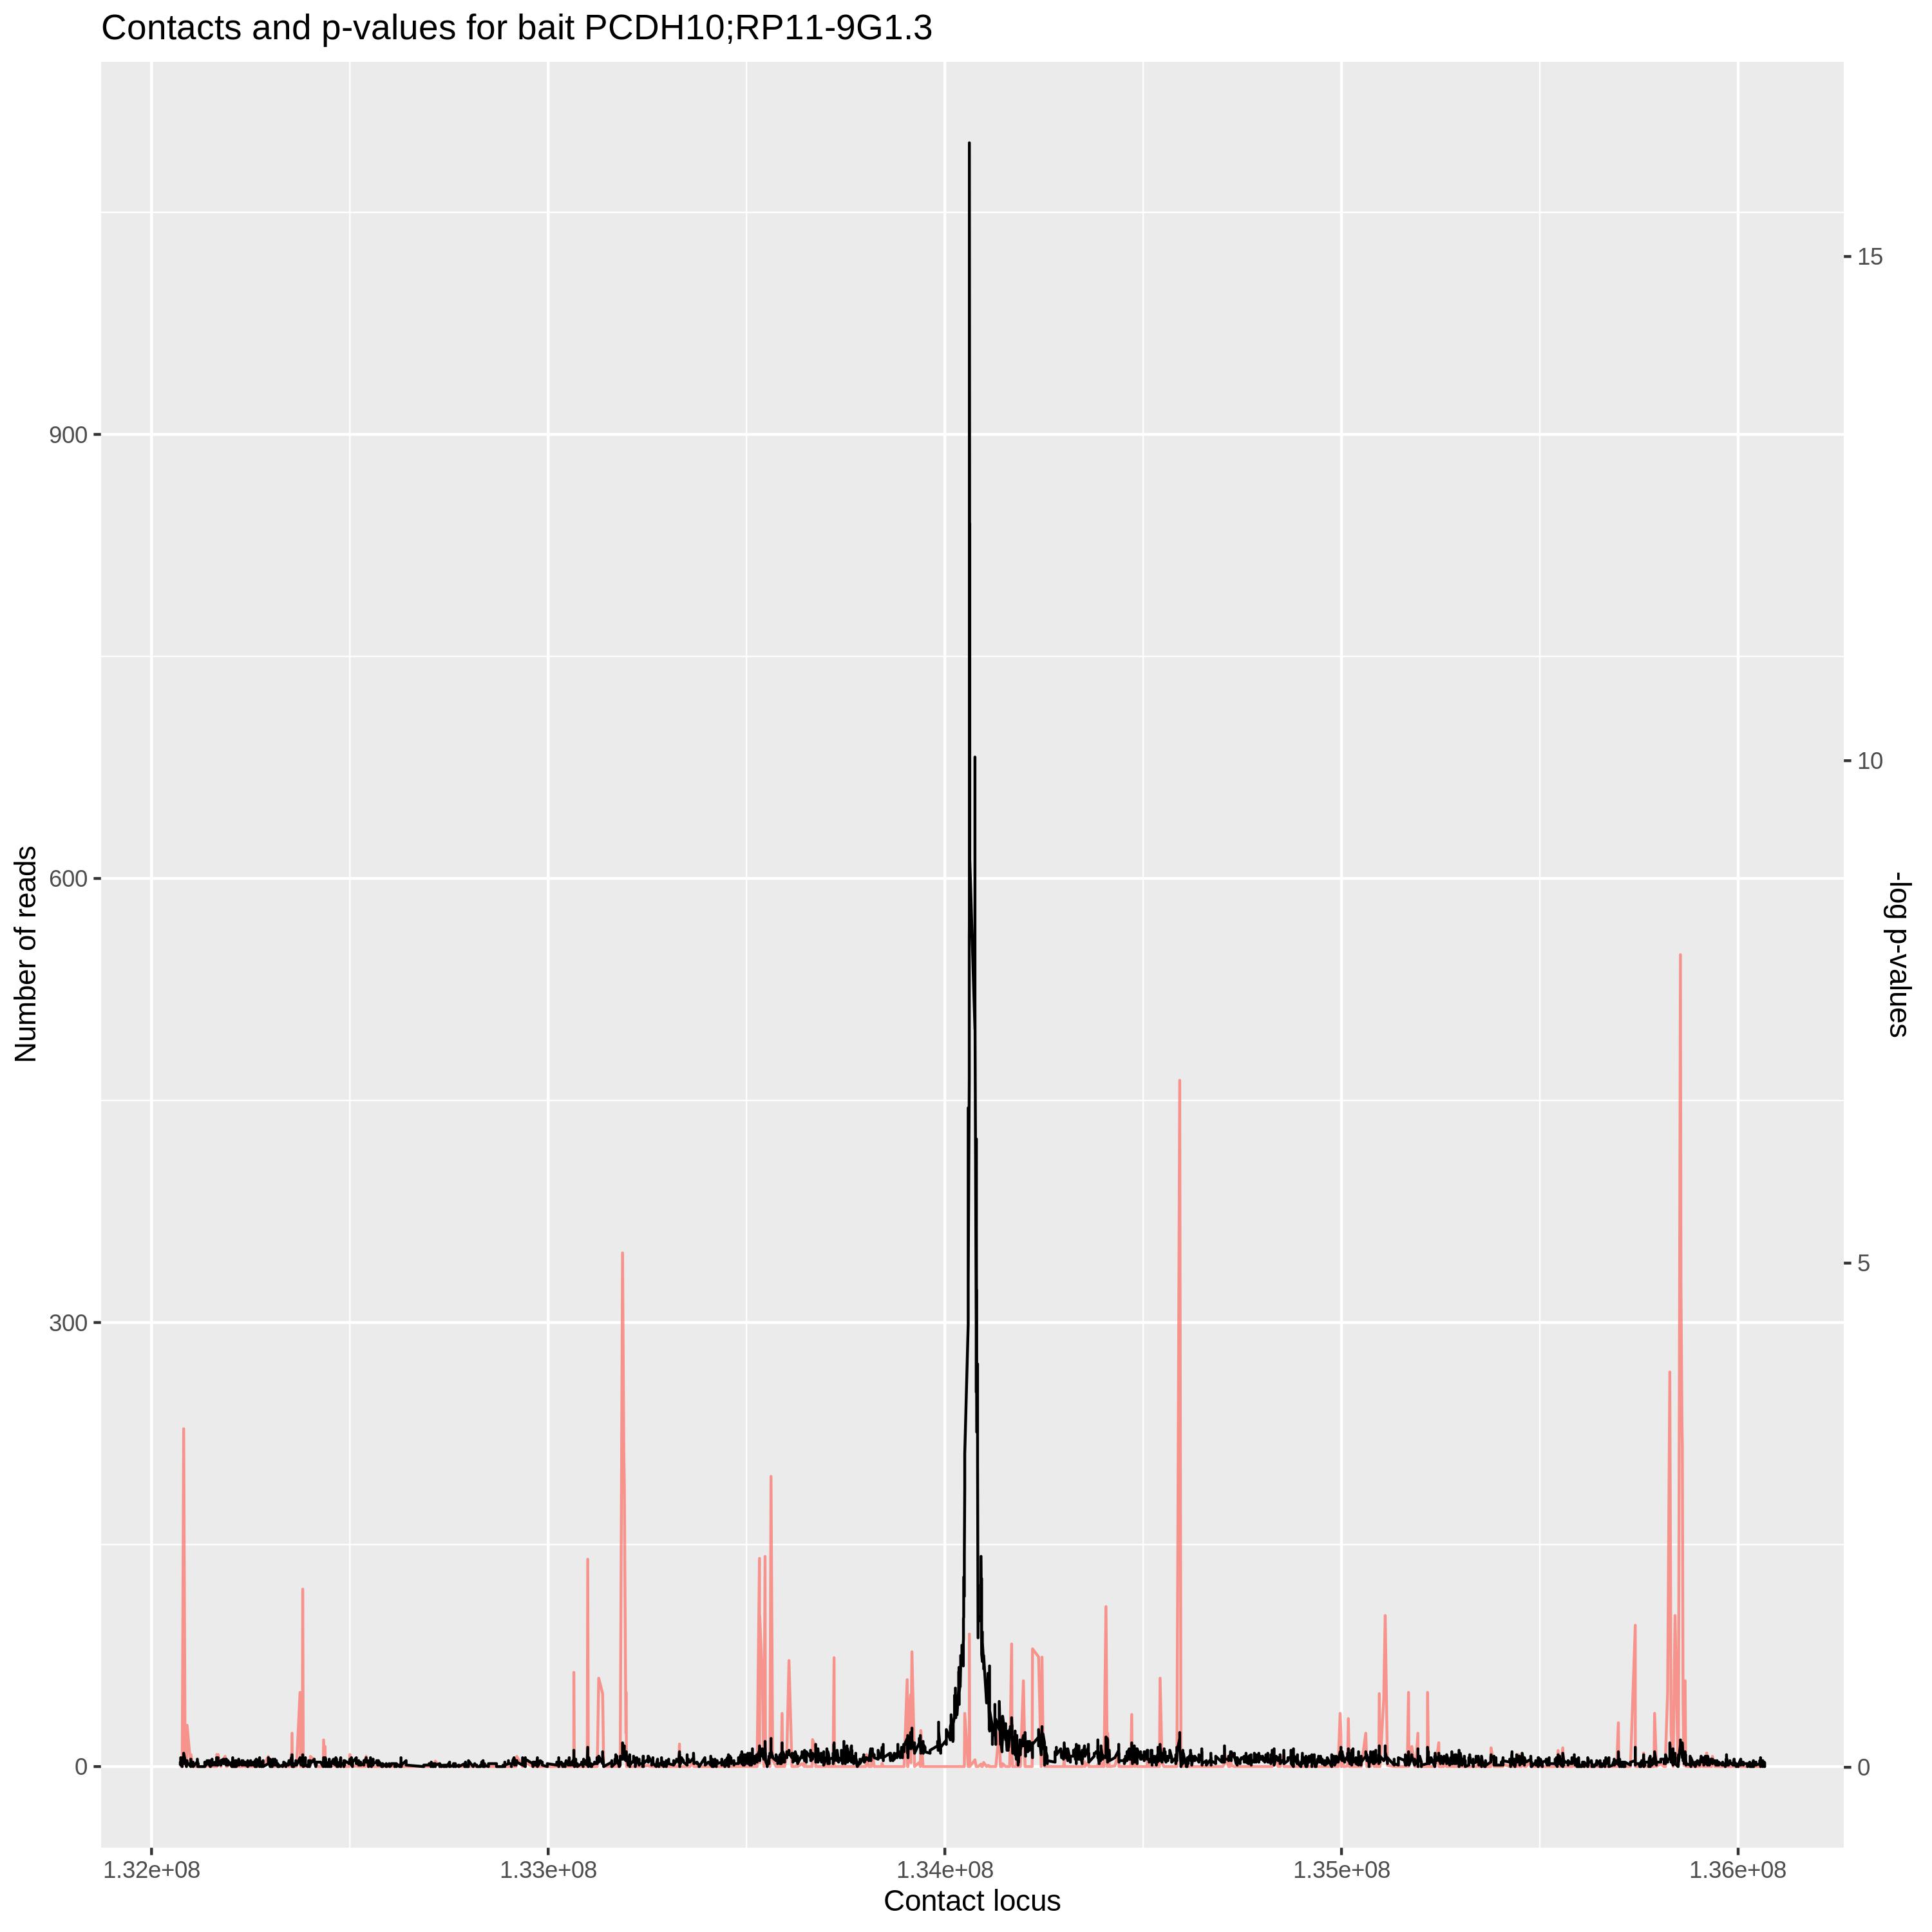 Contacts and p-values for bait PCDH10;RP11-9G1.3
Number of reads
900
600
300
0
15
10
5
0
-log p-values
1.32e+08
1.33e+08
1.34e+08
1.35e+08
1.36e+08
Contact locus